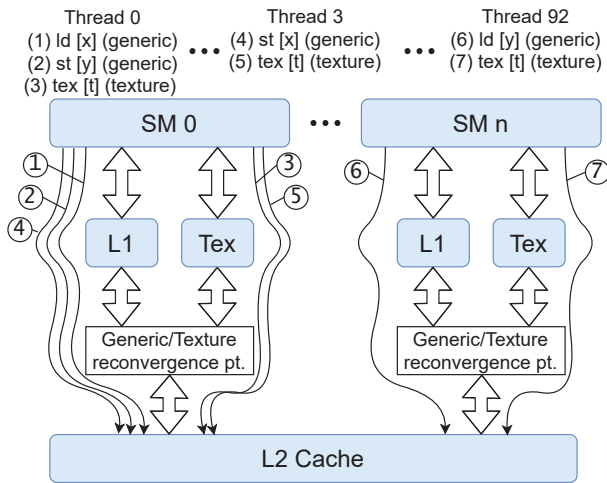 Thread 0
(1) ld [x] (generic)
(2) st [y] (generic)
(3) tex [t] (texture)
Thread 3
(4) st [x] (generic)
(5) tex [t] (texture)
Thread 92
(6) ld [y] (generic)
(7) tex [t] (texture)
SM 0
SM n
1
2
4
3
5
6
7
L1
Tex
L1
Tex
Generic/Texture
reconvergence pt.
Generic/Texture
reconvergence pt.
L2 Cache